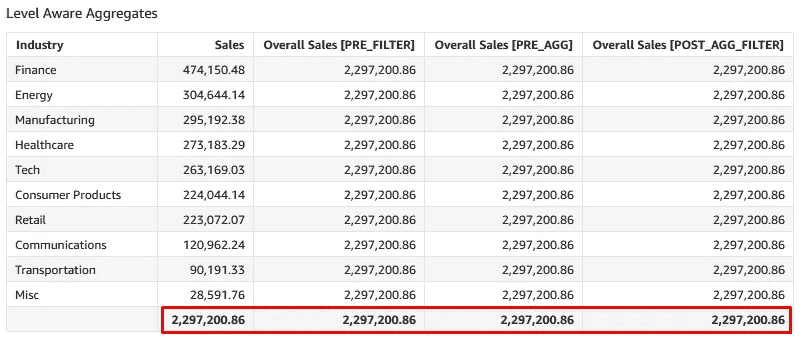 Level Aware Aggregates
Industry Sales Overall Sales [PRE_FILTER] Overall Sales [PRE_AGG] Overall Sales [POST_AGG_FILTER]
Finance 474,150.48 2,297,200.86 2,297,200.86 2,297,200.86
Energy 304,644.14 2,297,200.86 2,297,200.86 2,297,200.86
Manufacturing 295,192.38 2,297,200.86 2,297,200.86 2,297,200.86
Healthcare 273,183.29 2,297,200.86 2,297,200.86 2,297,200.86
Tech 263,169.03 2,297,200.86 2,297,200.86 2,297,200.86
Consumer Products 224,044.14 2,297,200.86 2,297,200.86 2,297,200.86
Retail 223,072.07 2,297,200.86 2,297,200.86 2,297,200.86
Communications 120,962.24 2,297,200.86 2,297,200.86 2,297,200.86
Transportation 90,191.33 2,297,200.86 2,297,200.86 2,297,200.86
Misc 28,591.76 2,297,200.86 2,297,200.86 2,297,200.86
2,297,200.86 2,297,200.86 2,297,200.86 2,297,200.86